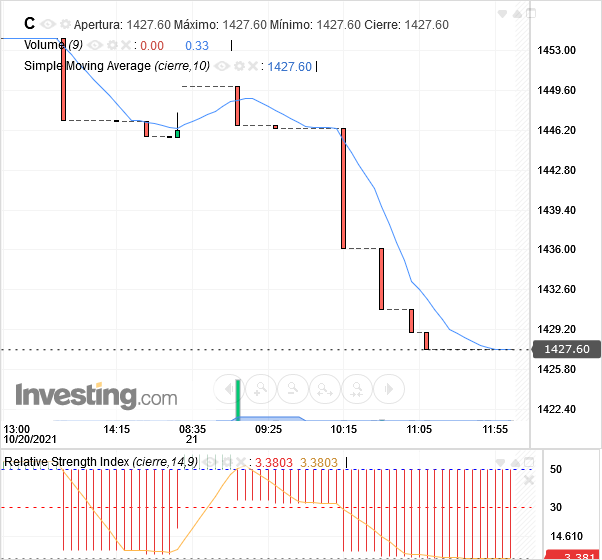 C Apertura: 1427.60 Máximo: 1427.60 Mínimo: 1427.60 Cierre: 1427.60
Volume (9) : 0.00 0.33
Simple Moving Average (cierre,10) : 1427.60
1453.00
1449.60
1446.20
1442.80
1439.40
1436.00
1432.60
1429.20
1427.60
1425.80
1422.40
Investing.com
13:00 14:15 08:35 09:25 10:15 11:05 11:55
10/20/2021 21
Relative Strength Index (cierre,14,9) : 3.3803 3.3803
50
30
14.610
3.381